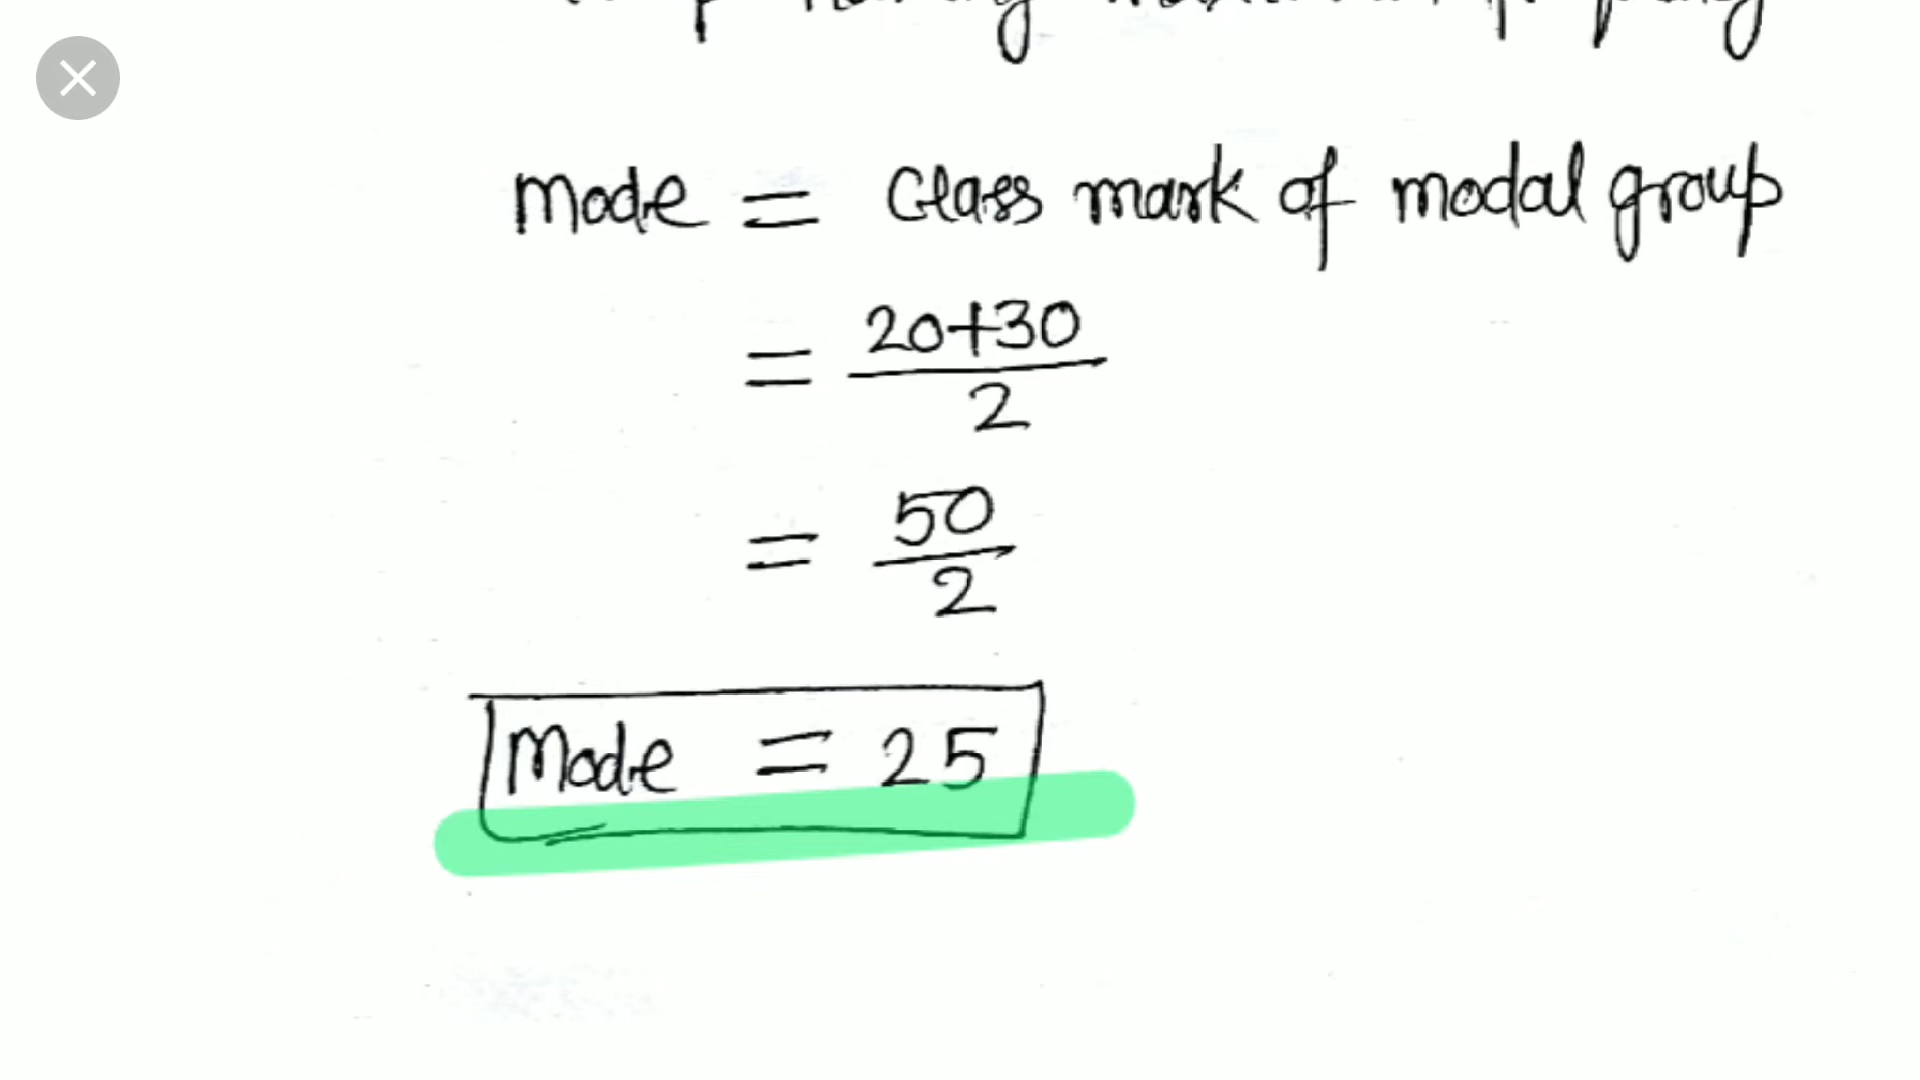 Mode = Class mark of modal group
= 20+30
2
= 50
2
Mode = 25